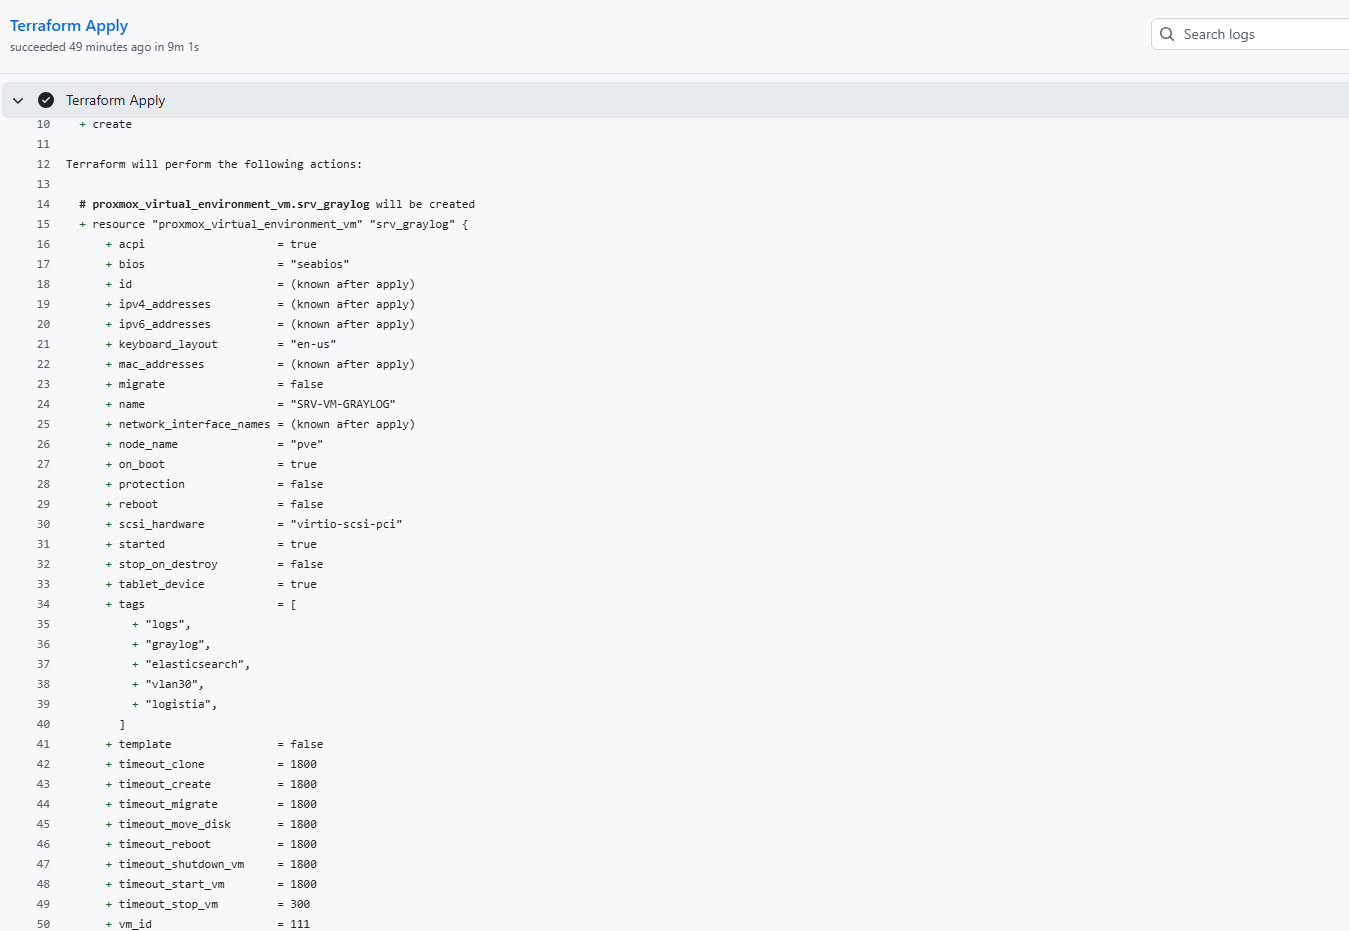 Terraform Apply
succeeded 49 minutes ago in 9m 1s
Search logs
Terraform Apply
10 + create
11
12 Terraform will perform the following actions:
13
14 # proxmox_virtual_environment_vm.srv_graylog will be created
15 + resource "proxmox_virtual_environment_vm" "srv_graylog" {
16 + acpi = true
17 + bios = "seabios"
18 + id = (known after apply)
19 + ipv4_addresses = (known after apply)
20 + ipv6_addresses = (known after apply)
21 + keyboard_layout = "en-us"
22 + mac_addresses = (known after apply)
23 + migrate = false
24 + name = "SRV-VM-GRAYLOG"
25 + network_interface_names = (known after apply)
26 + node_name = "pve"
27 + on_boot = true
28 + protection = false
29 + reboot = false
30 + scsi_hardware = "virtio-scsi-pci"
31 + started = true
32 + stop_on_destroy = false
33 + tablet_device = true
34 + tags = [
35 + "logs",
36 + "graylog",
37 + "elasticsearch",
38 + "vlan30",
39 + "logistia",
40 ]
41 + template = false
42 + timeout_clone = 1800
43 + timeout_create = 1800
44 + timeout_migrate = 1800
45 + timeout_move_disk = 1800
46 + timeout_reboot = 1800
47 + timeout_shutdown_vm = 1800
48 + timeout_start_vm = 1800
49 + timeout_stop_vm = 300
50 + vm_id = 111